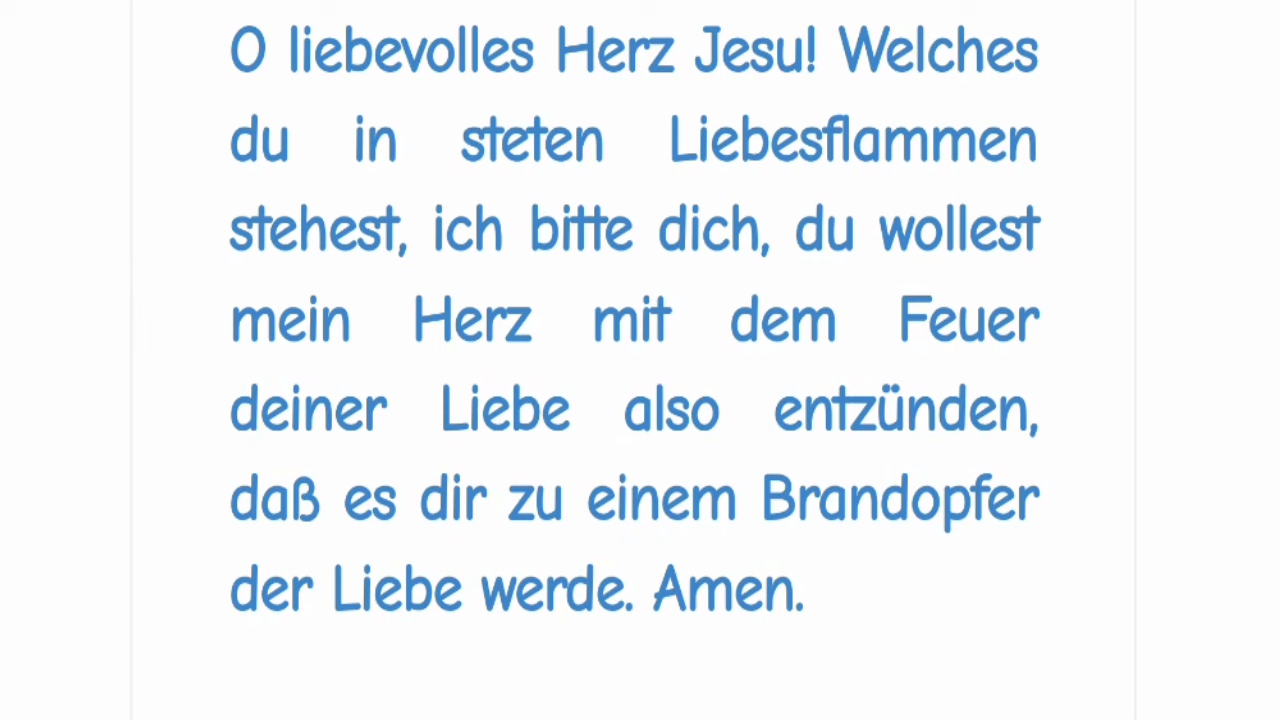 O liebevolles Herz Jesu! Welches
du in steten Liebesflammen
stehest, ich bitte dich, du wollest
mein Herz mit dem Feuer
deiner Liebe also entzünden,
daß es dir zu einem Brandopfer
der Liebe werde. Amen.